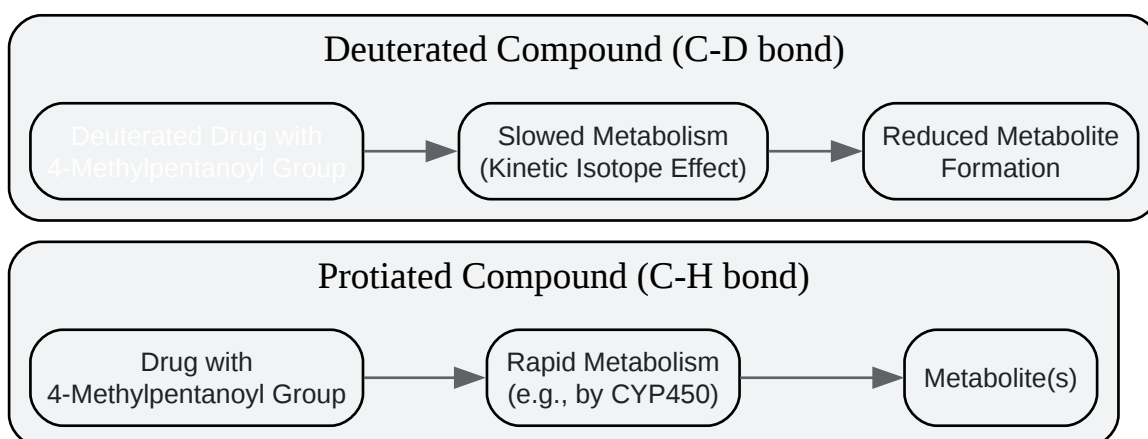 Deuterated Compound (C-D bond)
Deuterated Drug with
4-Methylpentanoyl Group
Slowed Metabolism
(Kinetic Isotope Effect)
Reduced Metabolite
Formation
Protiated Compound (C-H bond)
Drug with
4-Methylpentanoyl Group
Rapid Metabolism
(e.g., by CYP450)
Metabolite(s)